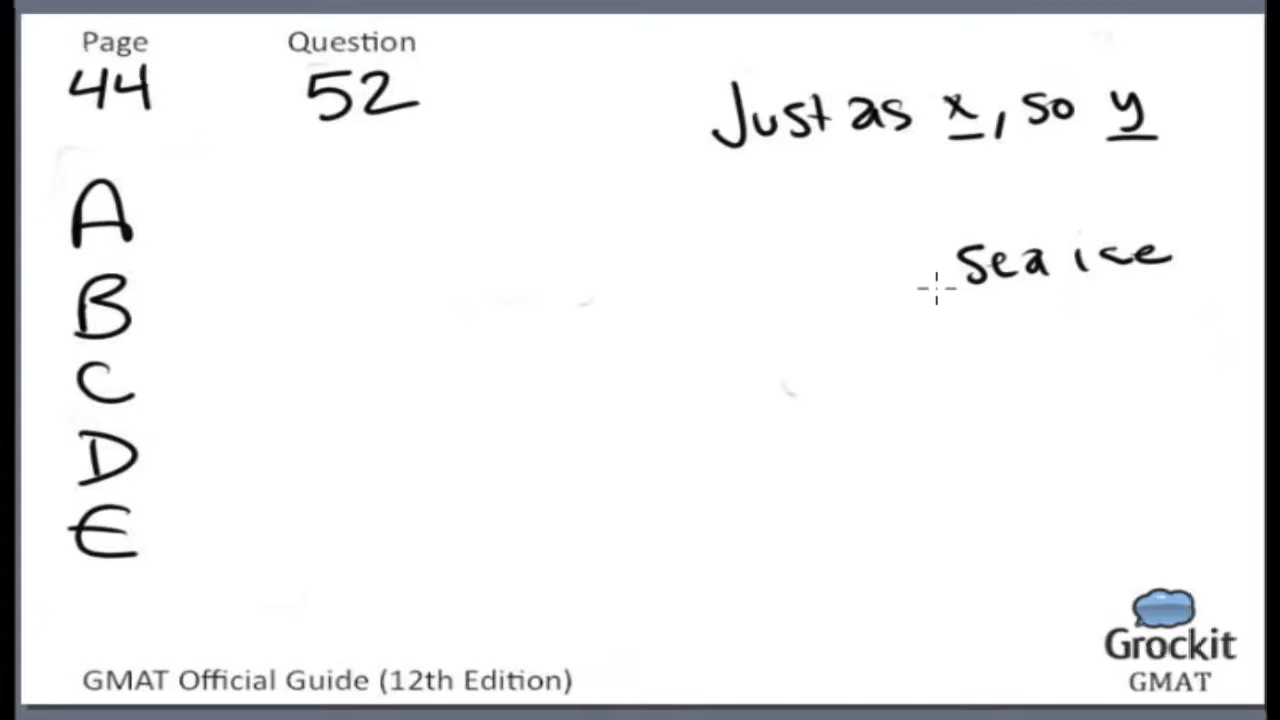 Page Question
44 52
Just as x, so y
A
sea ice
B
C
D
E
Grockit
GMAT
GMAT Official Guide (12th Edition)